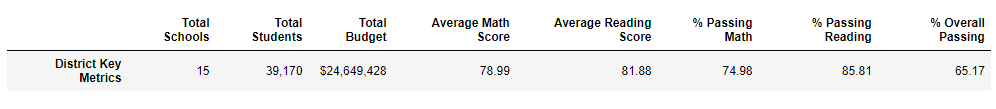 Total Schools Total Students Total Budget Average Math Score Average Reading Score % Passing Math % Passing Reading % Overall Passing
District Key Metrics 15 39,170 $24,649,428 78.99 81.88 74.98 85.81 65.17